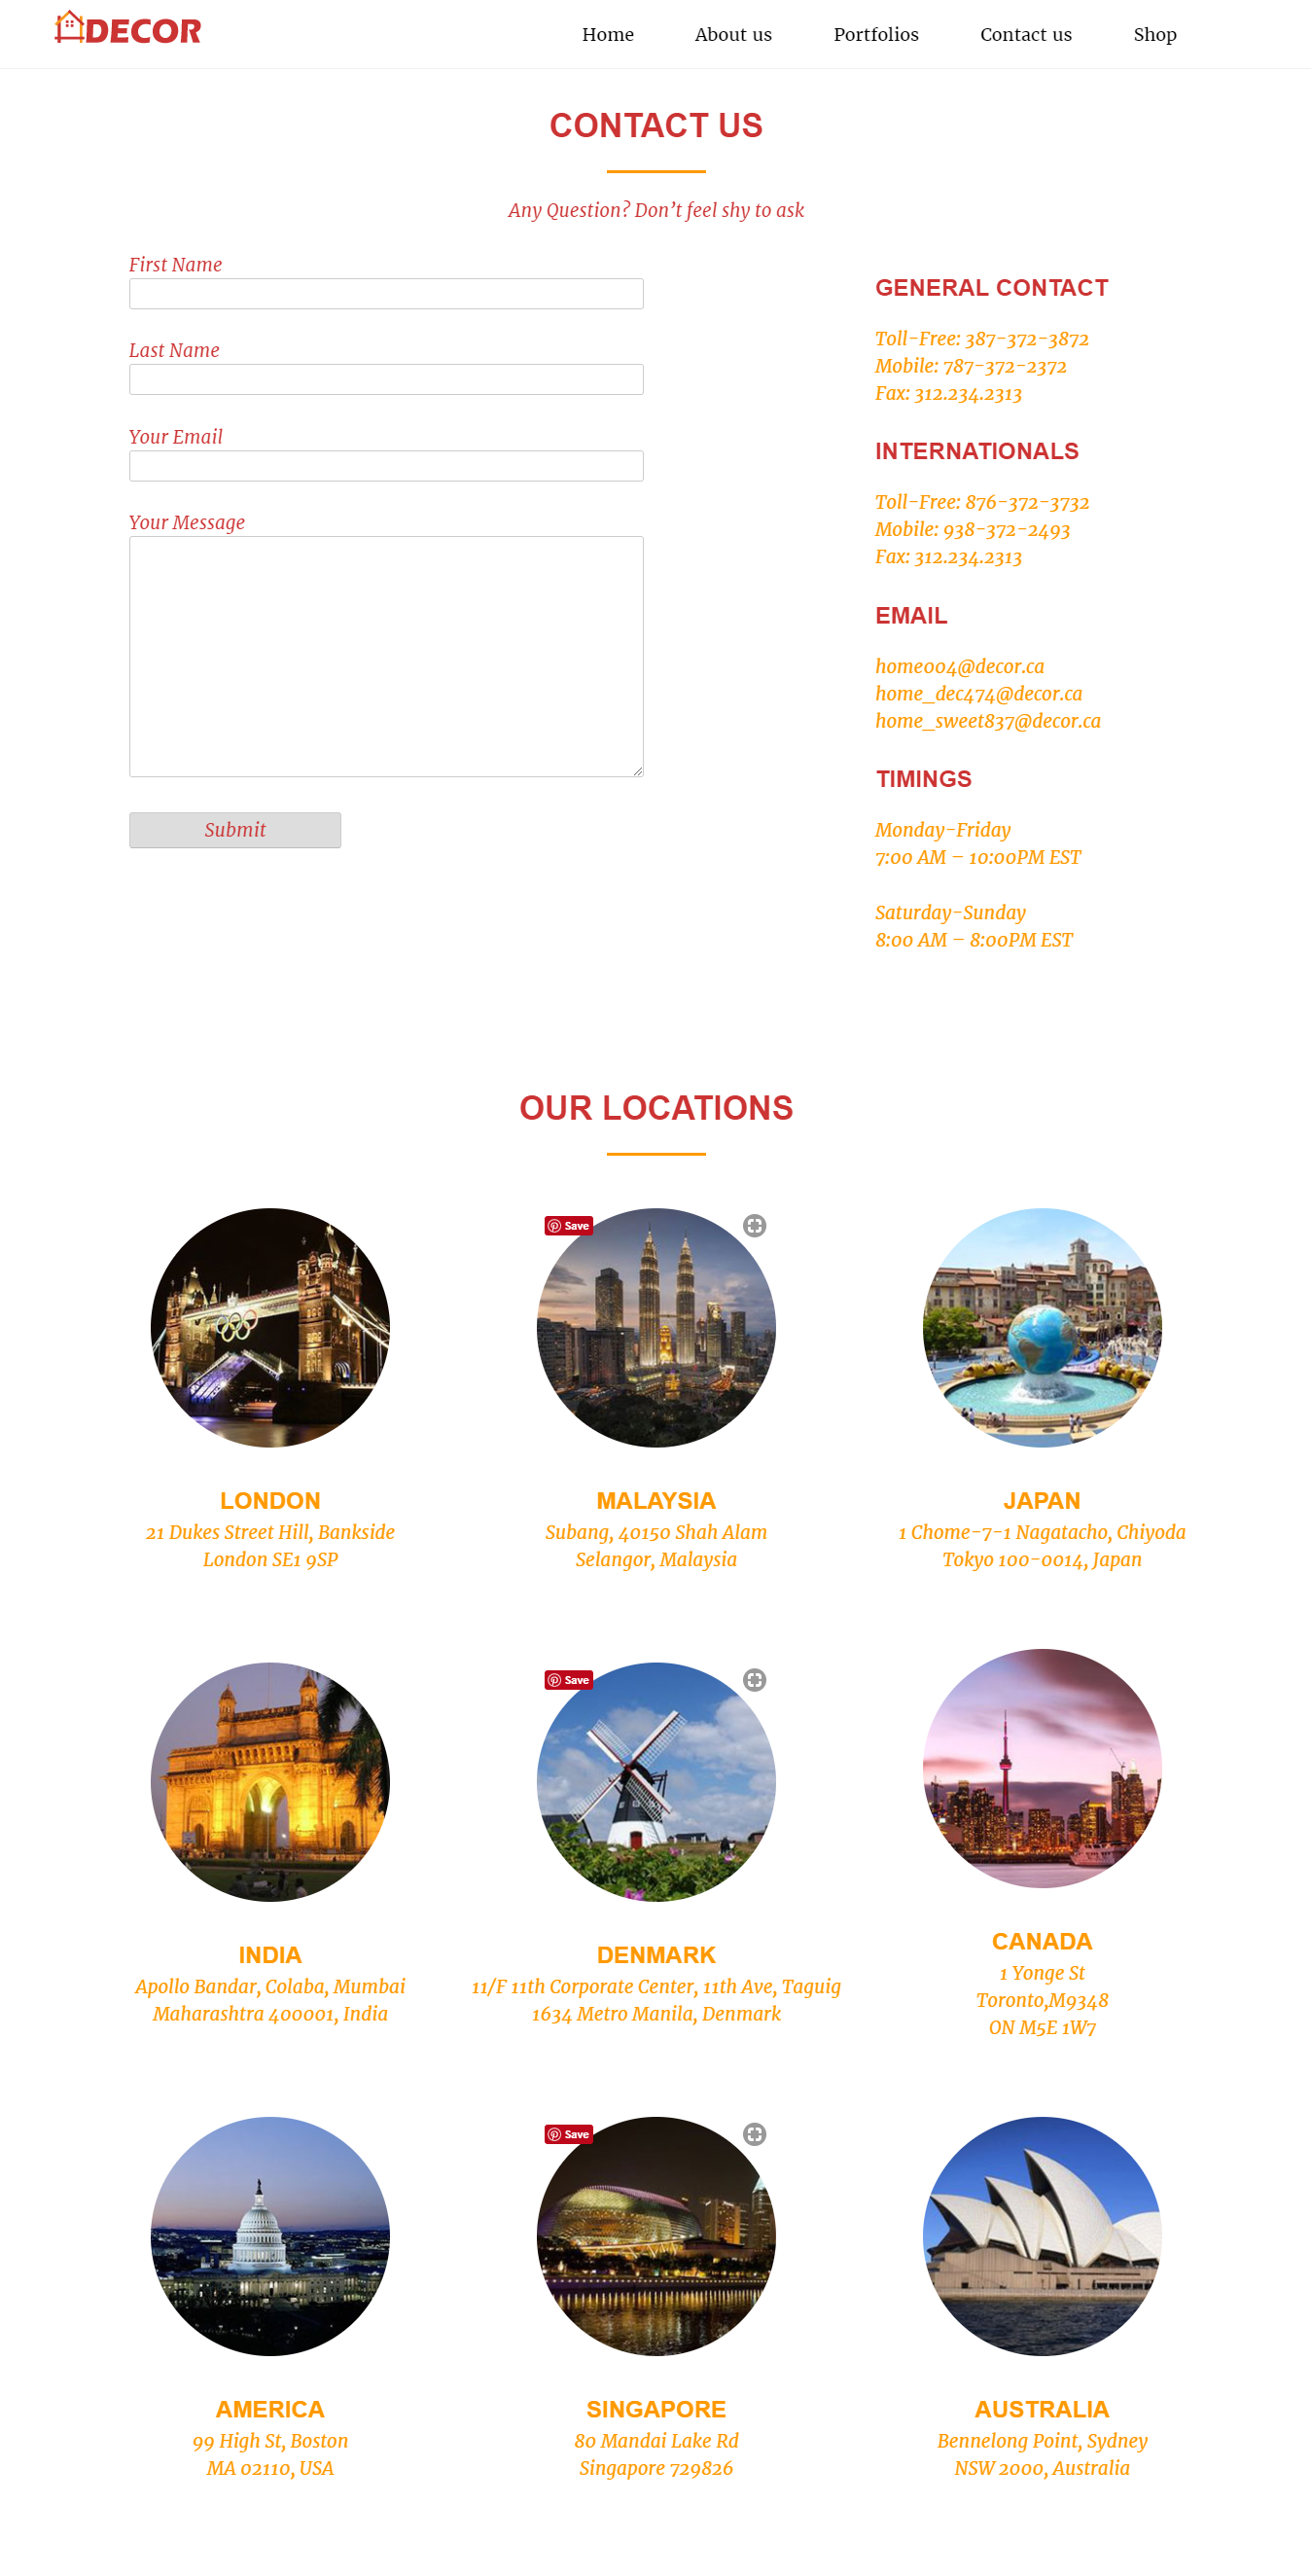 DECOR
Home
About us
Portfolios
Contact us
Shop
CONTACT US
Any Question? Don’t feel shy to ask
First Name
Last Name
Your Email
Your Message
Submit
GENERAL CONTACT
Toll-Free: 387-372-3872
Mobile: 787-372-2372
Fax: 312.234.2313
INTERNATIONALS
Toll-Free: 876-372-3732
Mobile: 938-372-2493
Fax: 312.234.2313
EMAIL
home004@decor.ca
home_dec474@decor.ca
home_sweet837@decor.ca
TIMINGS
Monday-Friday
7:00 AM – 10:00PM EST
Saturday-Sunday
8:00 AM – 8:00PM EST
OUR LOCATIONS
Save
LONDON
21 Dukes Street Hill, Bankside
London SE1 9SP
MALAYSIA
Subang, 40150 Shah Alam
Selangor, Malaysia
JAPAN
1 Chome-7-1 Nagatacho, Chiyoda
Tokyo 100-0014, Japan
Save
INDIA
Apollo Bandar, Colaba, Mumbai
Maharashtra 400001, India
DENMARK
11/F 11th Corporate Center, 11th Ave, Taguig
1634 Metro Manila, Denmark
CANADA
1 Yonge St
Toronto,M9348
ON M5E 1W7
Save
AMERICA
99 High St, Boston
MA 02110, USA
SINGAPORE
80 Mandai Lake Rd
Singapore 729826
AUSTRALIA
Bennelong Point, Sydney
NSW 2000, Australia